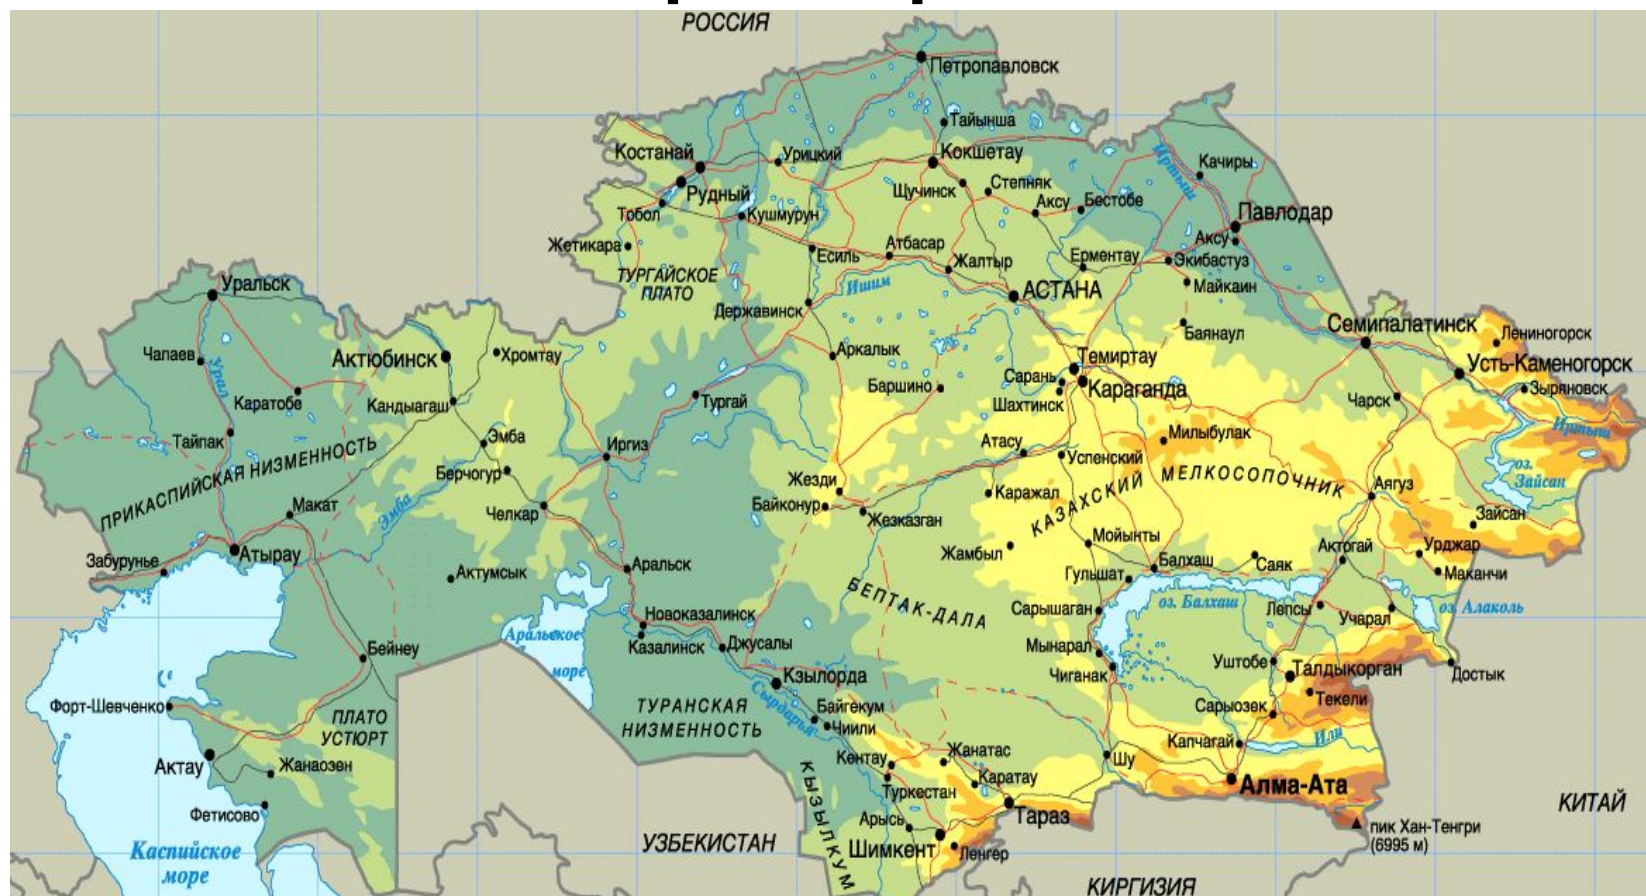 РОССИЯ
Петропавловск
Тайынша
Костанай
Урицкий
Кокшетау
Качиры
Иртыш
Рудный
Щучинск
Степняк
Тобол
Кушмурун
Аксу
Бестобе
Павлодар
Жетикара
Есиль
Атбасар
Жалтыр
Ерментау
Аксу
Экибастуз
ТУРГАЙСКОЕ
ПЛАТО
Ишим
АСТАНА
Майкаин
Уральск
Державинск
Баянаул
Семипалатинск
Лениногорск
Чапаев
Урал
Актюбинск
Хромтау
Аркалык
Темиртау
Усть-Каменогорск
Баршино
Сарань
Караганда
Зыряновск
Каратобе
Кандыагаш
Тургай
Шахтинск
Чарск
Тайпак
Эмба
Иргиз
Атасу
Милыбулак
Иртыш
ПРИКАСПИЙСКАЯ НИЗМЕННОСТЬ
Берчогур
Успенский
оз.
Зайсан
Жезди
КАЗАХСКИЙ МЕЛКОСОПОЧНИК
Аягуз
Макат
Эмба
Челкар
Байконур
Жезказган
Каражал
Зайсан
Атырау
Жамбыл
Мойынты
Актогай
Урджар
Забурунье
Актумсык
Аральск
Балхаш
Саяк
Гульшат
Маканчи
БЕПТАК-ДАЛА
оз. Балхаш
Сарышаган
Лепсы
Учарал
оз. Алаколь
Новоказалинск
Аральское
море
Казалинск
Джусалы
Мынарал
Бейнеу
Чиганак
Уштобе
Талдыкорган
Достык
Кзылорда
Форт-Шевченко
ПЛАТО
УСТЮРТ
ТУРАНСКАЯ
НИЗМЕННОСТЬ
Сырдарья
Байгекум
Чиили
Текели
Сарыозек
Или
Капчагай
Актау
Жанаозен
Кентау
Жанатас
Шу
КЫЗЫЛКУМ
Туркестан
Каратау
Алма-Ата
Фетисово
Арысь
Тараз
КИТАЙ
Каспийское
море
УЗБЕКИСТАН
Шимкент
Ленгер
пик Хан-Тенгри
(6995 м)
КИРГИЗИЯ